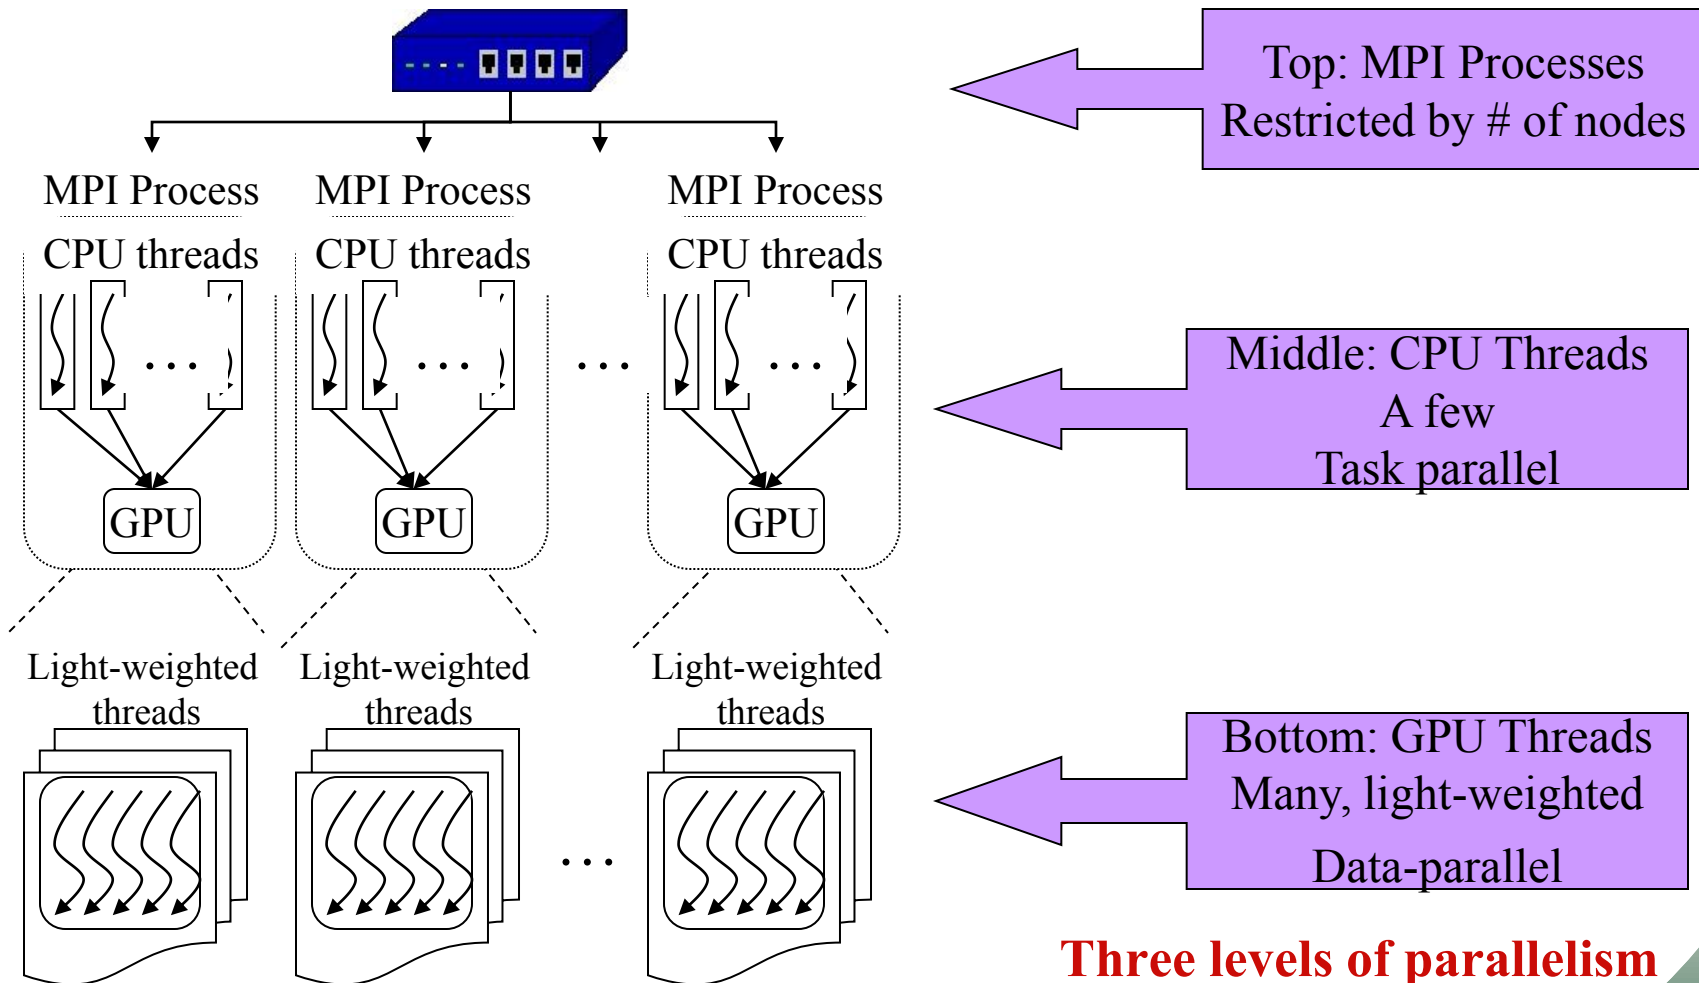 Top: MPI Processes
Restricted by # of nodes
MPI Process
MPI Process
MPI Process
CPU threads
CPU threads
CPU threads
. . .
. . .
. . .
. . .
Middle: CPU Threads
A few
Task parallel
GPU
GPU
GPU
Light-weighted
threads
Light-weighted
threads
Light-weighted
threads
. . .
Bottom: GPU Threads
Many, light-weighted
Data-parallel
Three levels of parallelism